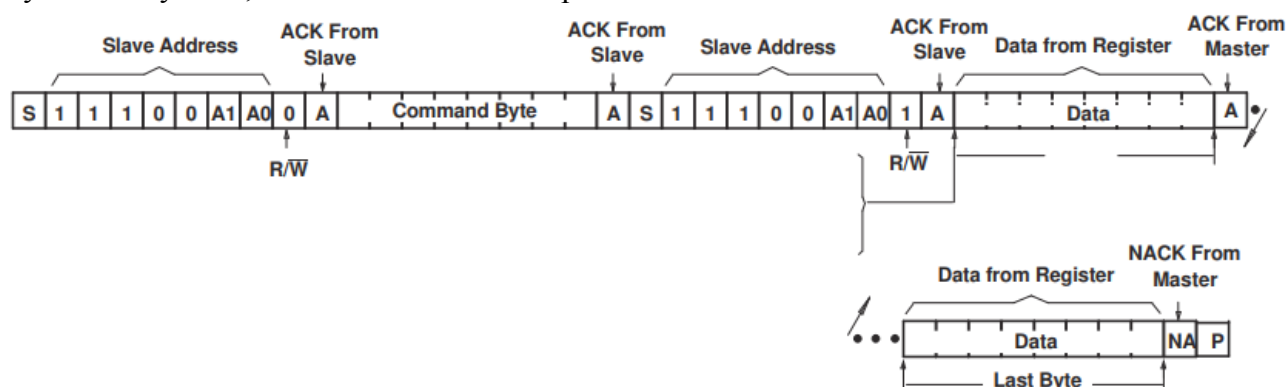 Slave Address
ACK From
Slave
ACK From
Slave
Slave Address
ACK From
Slave
Data from Register
ACK From
Master
S 1 1 1 0 0 A1 A0 0 A Command Byte A S 1 1 1 0 0 A1 A0 1 A Data A
R/W̅
R/W̅
Data from Register
NACK From
Master
Data NA P
Last Byte